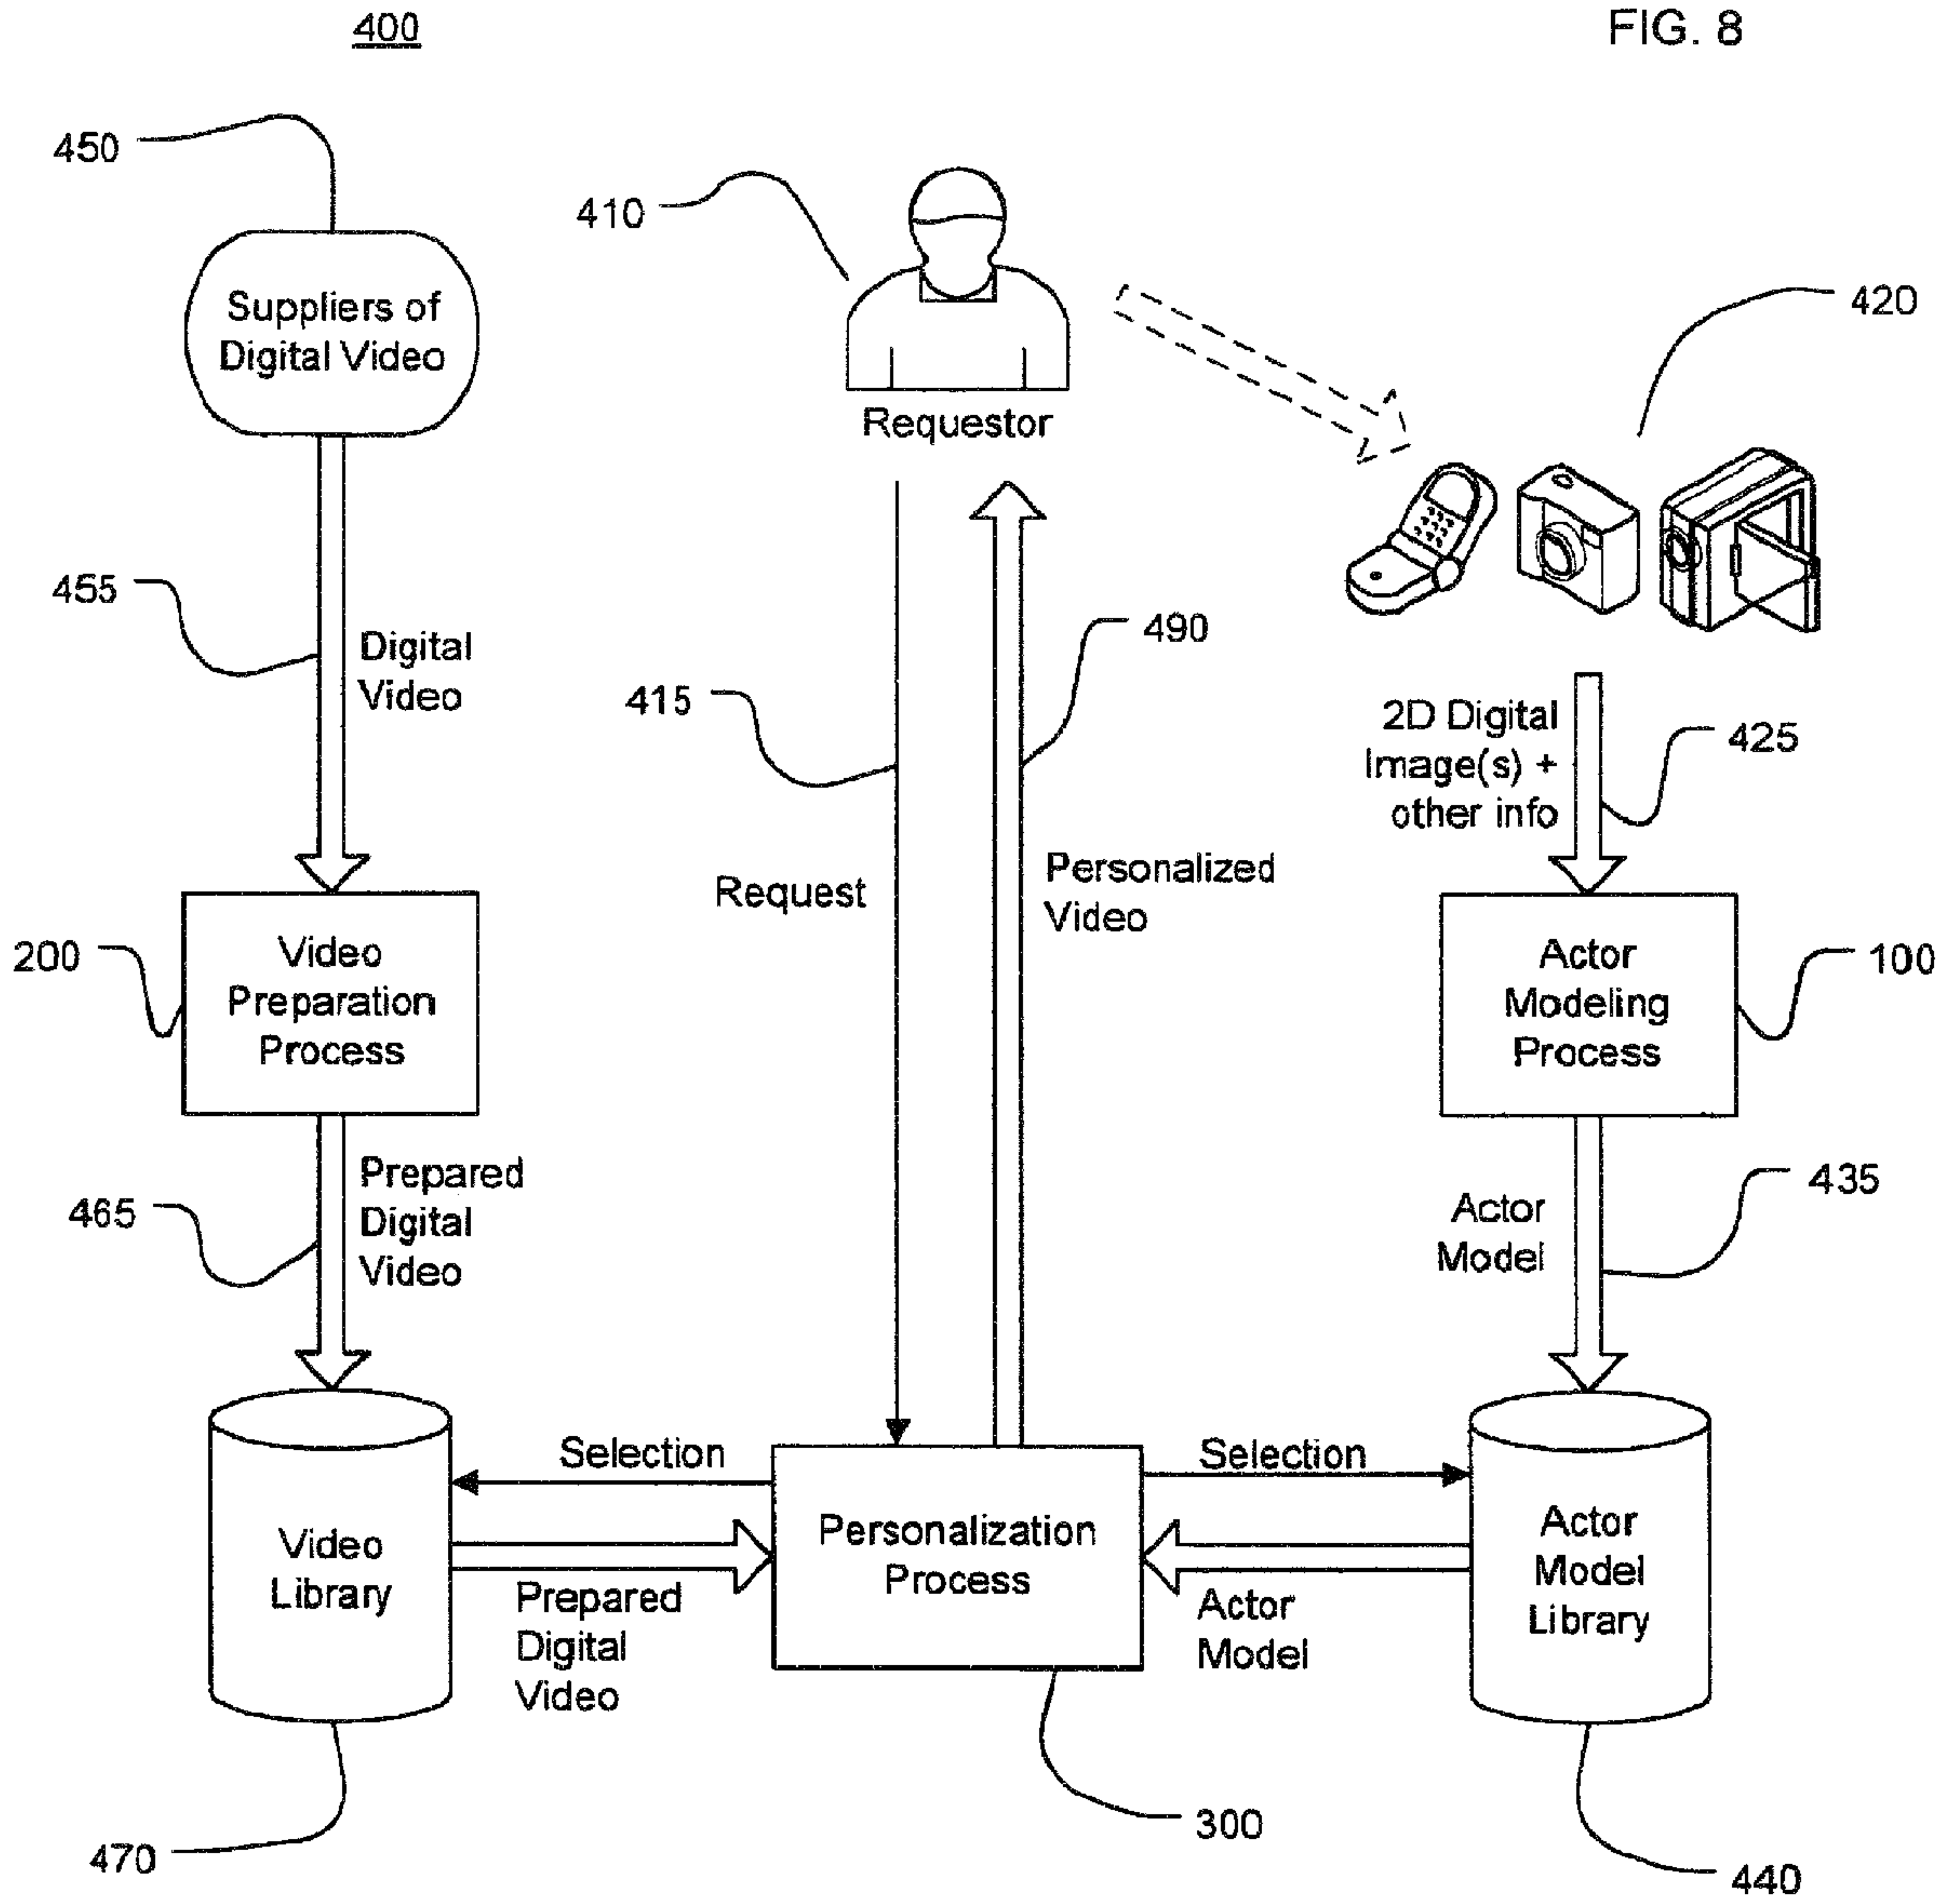 400
FIG. 8
450
410
420
Suppliers of
Digital Video
Requestor
455
Digital
Video
490
415
2D Digital
Image(s) +
other info
425
Request
Personalized
Video
200
Video
Preparation
Process
Actor
Modeling
Process
100
465
Prepared
Digital
Video
435
Actor
Model
Selection
Selection
Video
Library
Personalization
Process
Actor
Model
Library
Prepared
Digital
Video
Actor
Model
300
470
440